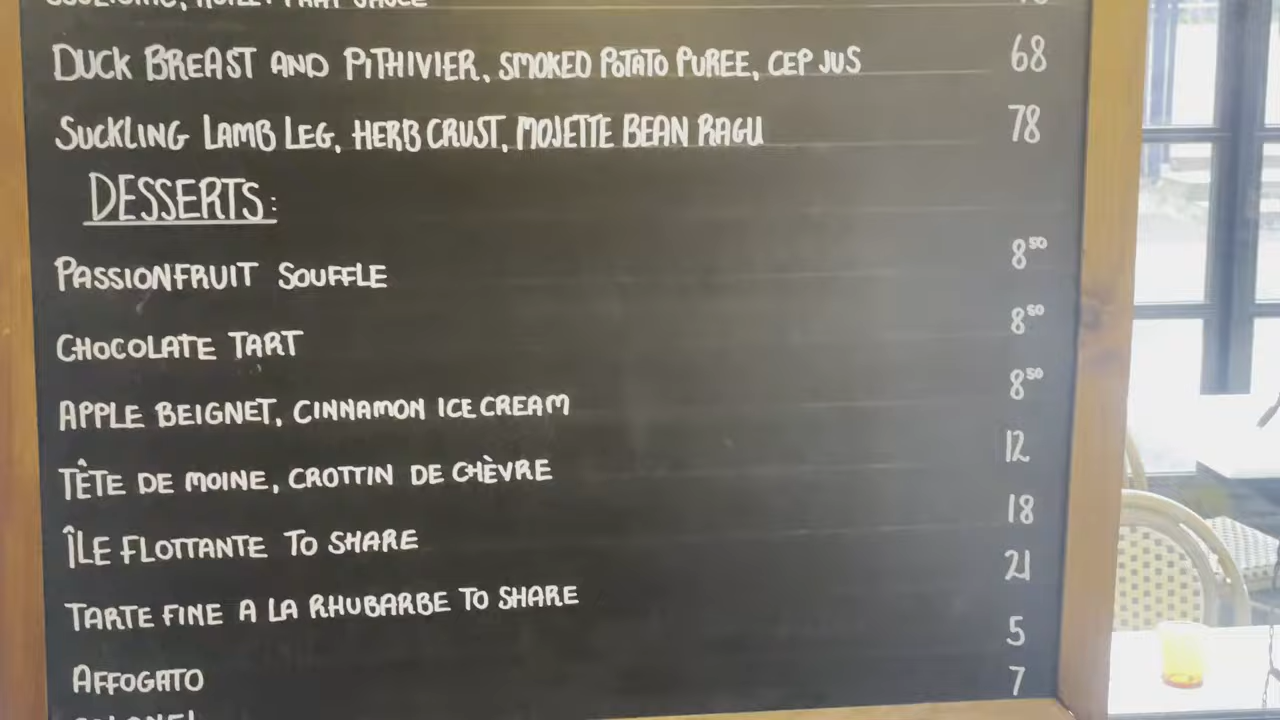 DUCK BREAST AND PITHIVIER, SMOKED POTATO PUREE, CEP JUS 68
SUCKLING LAMB LEG, HERB CRUST, MOJETTE BEAN RAGU 78
DESSERTS:
PASSIONFRUIT SOUFFLE 8⁵⁰
CHOCOLATE TART 8⁵⁰
APPLE BEIGNET, CINNAMON ICE CREAM 8⁵⁰
TÊTE DE MOINE, CROTTIN DE CHÈVRE 12
ÎLE FLOTTANTE TO SHARE 18
TARTE FINE A LA RHUBARBE TO SHARE 21
AFFOGATO 5
7